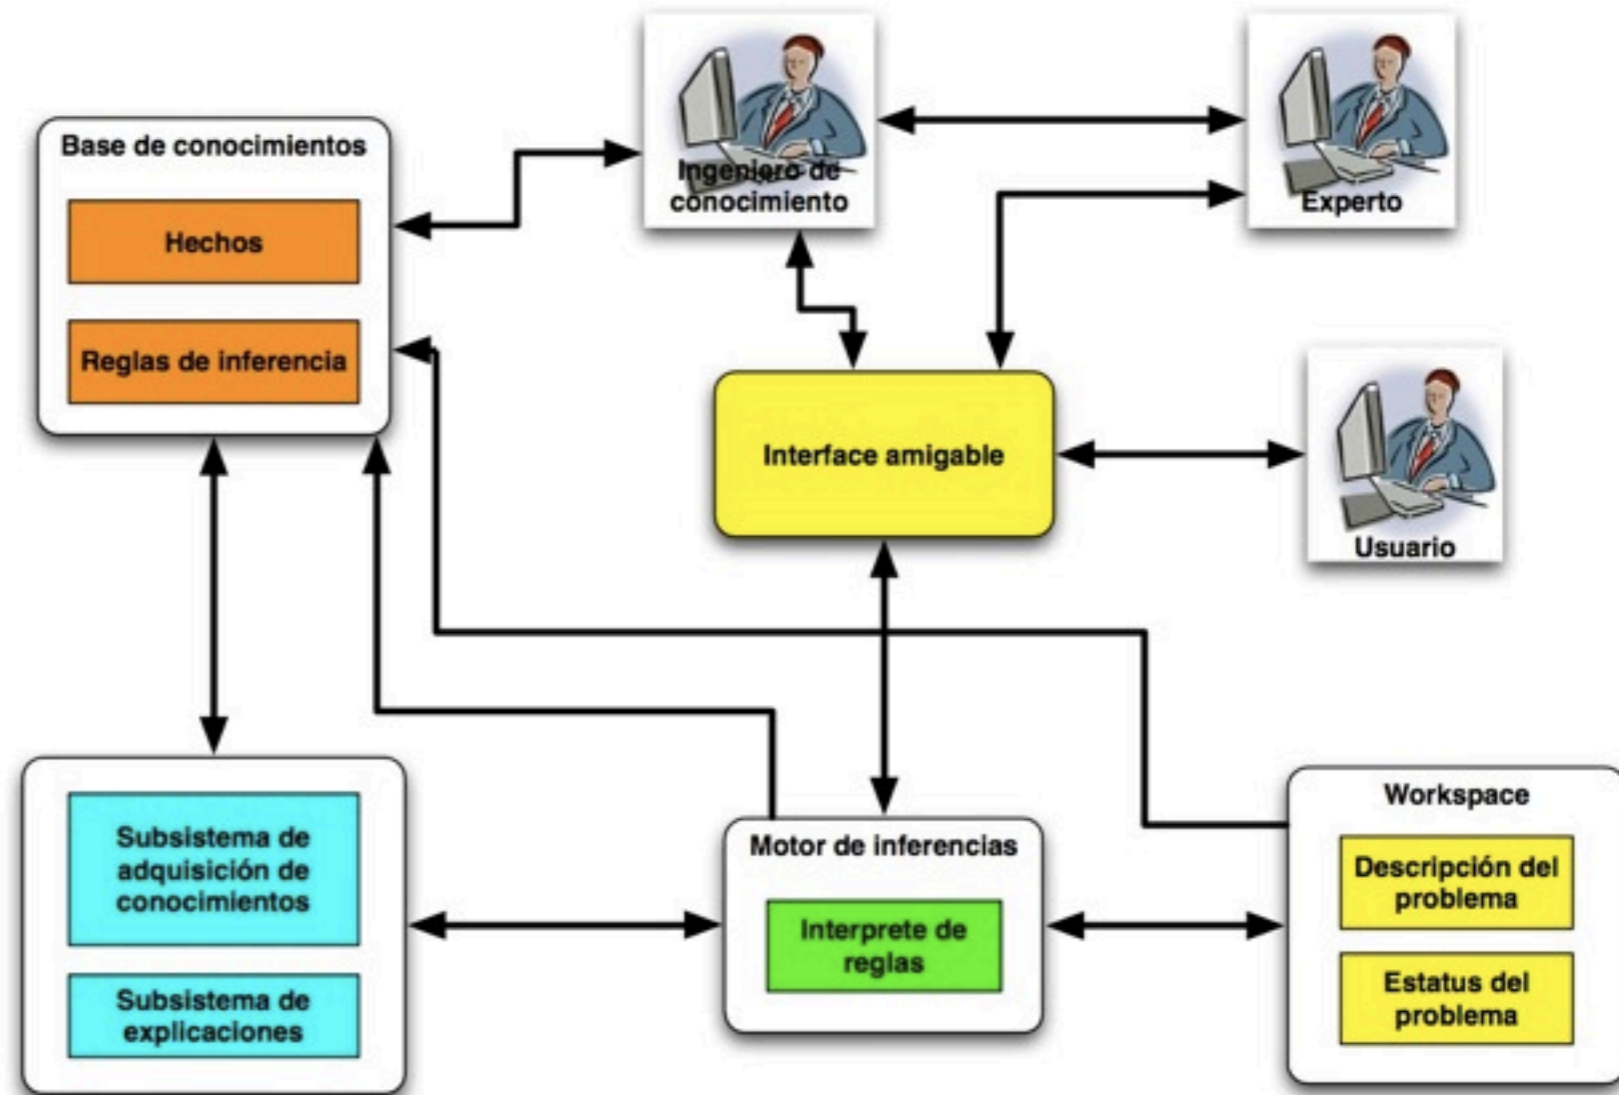 Base de conocimientos
Hechos
Reglas de inferencia
Ingeniero de
conocimiento
Experto
Interface amigable
Usuario
Subsistema de
adquisición de
conocimientos
Subsistema de
explicaciones
Motor de inferencias
Interprete de
reglas
Workspace
Descripción del
problema
Estatus del
problema